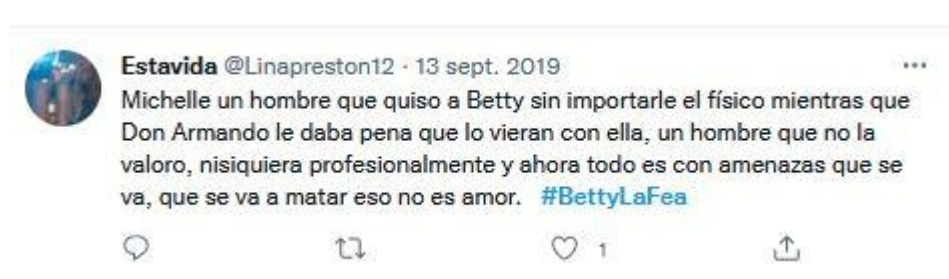 Estavida @Linapreston12 · 13 sept. 2019
Michelle un hombre que quiso a Betty sin importarle el físico mientras que
Don Armando le daba pena que lo vieran con ella, un hombre que no la
valoro, nisiquiera profesionalmente y ahora todo es con amenazas que se
va, que se va a matar eso no es amor. #BettyLaFea
1